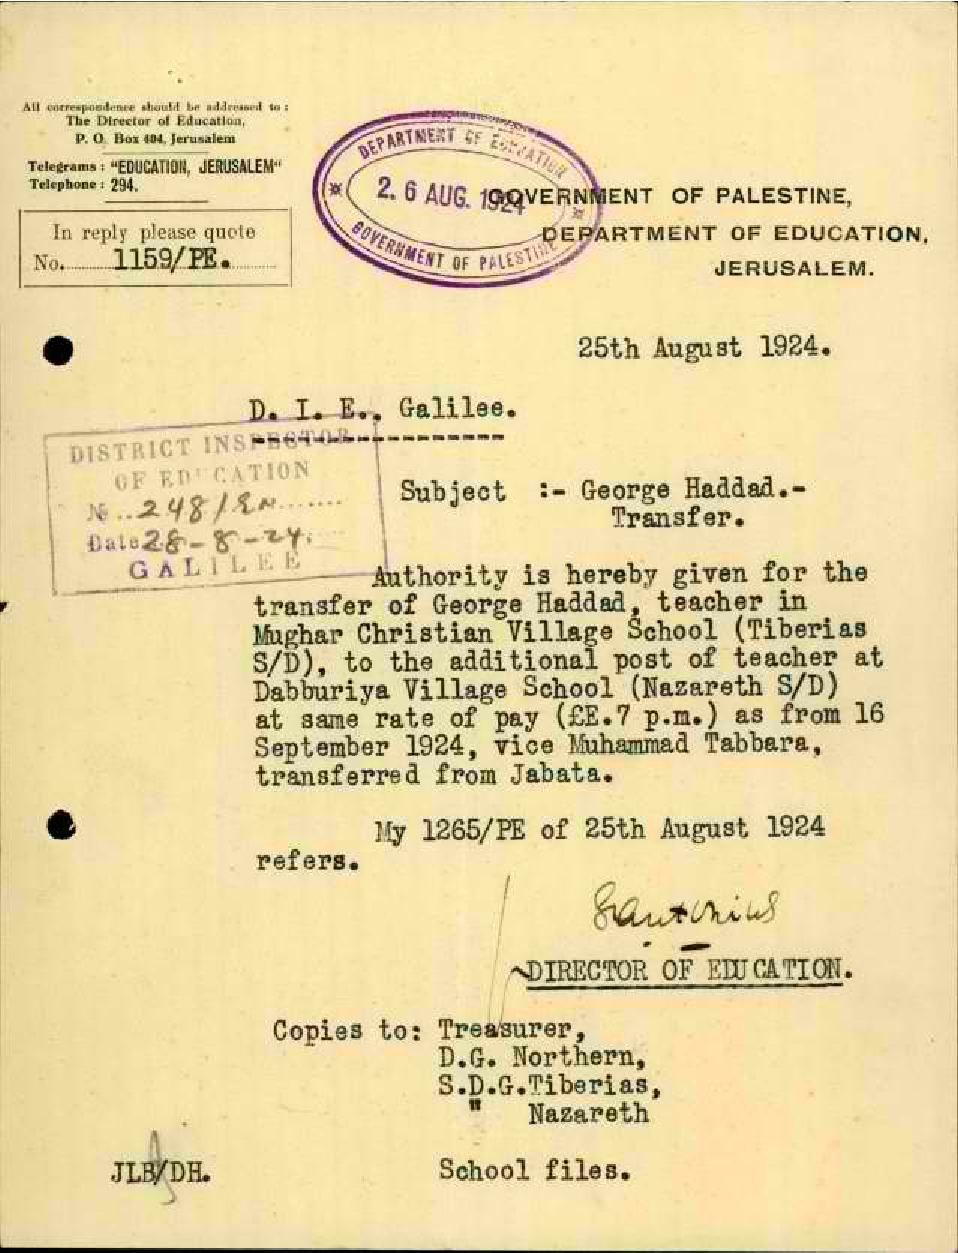 All correspondence should be addressed to :
The Director of Education,
P. O. Box 404, Jerusalem
Telegrams : "EDUCATION, JERUSALEM"
Telephone : 294.
In reply please quote
No. 1159/PE.
DEPARTMENT OF EDUCATION
2. 6 AUG. 1924
GOVERNMENT OF PALESTINE
GOVERNMENT OF PALESTINE,
DEPARTMENT OF EDUCATION,
JERUSALEM.
25th August 1924.
D. I. E., Galilee.
DISTRICT INSPECTOR
OF EDUCATION
№ 248/
Date 28-8-24.
GALILEE
Subject :- George Haddad.-
Transfer.
Authority is hereby given for the
transfer of George Haddad, teacher in
Mughar Christian Village School (Tiberias
S/D), to the additional post of teacher at
Dabburiya Village School (Nazareth S/D)
at same rate of pay (£E.7 p.m.) as from 16
September 1924, vice Muhammad Tabbara,
transferred from Jabata.
My 1265/PE of 25th August 1924
refers.
DIRECTOR OF EDUCATION.
Copies to: Treasurer,
D.G. Northern,
S.D.G.Tiberias,
" Nazareth
School files.
JLB/DH.